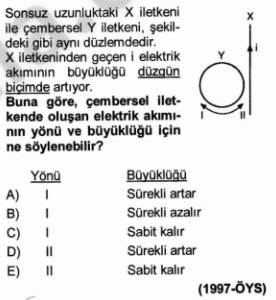 Sonsuz uzunluktaki X iletkeni
ile çembersel Y iletkeni, şekil-
deki gibi aynı düzlemdedir.
X iletkeninden geçen i elektrik
akımının büyüklüğü düzgün
biçimde artıyor.
Buna göre, çembersel ilet-
kende oluşan elektrik akımı-
nın yönü ve büyüklüğü için
ne söylenebilir?
X
Y
i
I
II
Yönü Büyüklüğü
A) I Sürekli artar
B) I Sürekli azalır
C) I Sabit kalır
D) II Sürekli artar
E) II Sabit kalır
(1997-ÖYS)